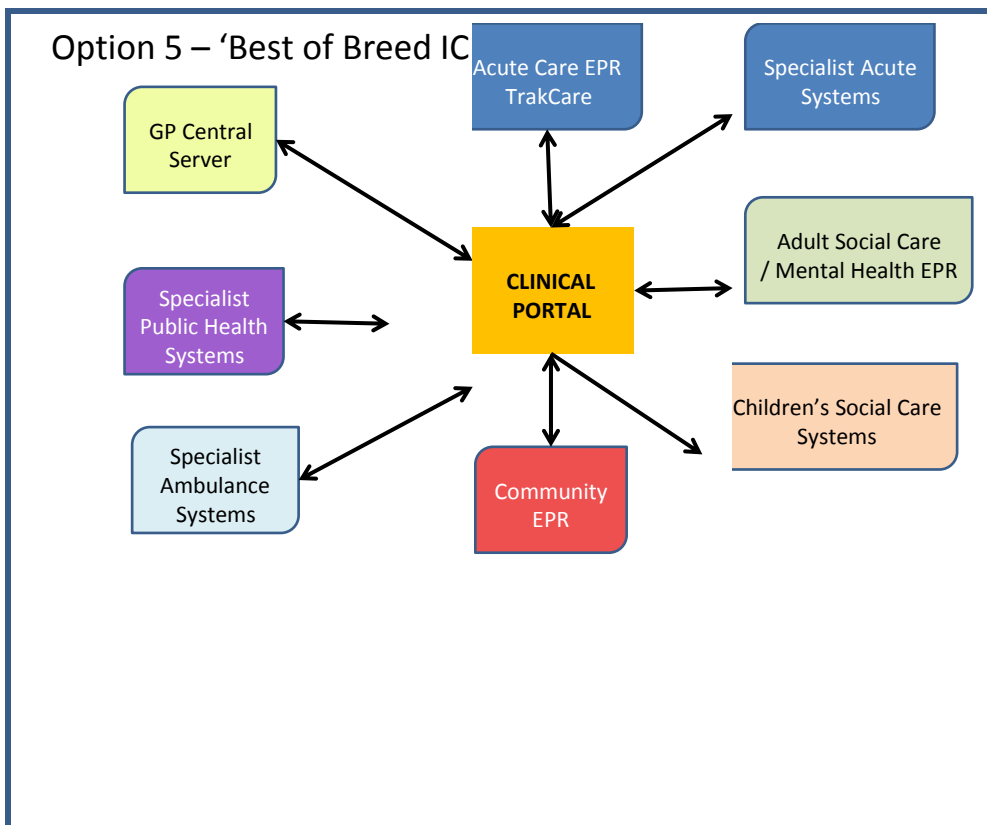 Option 5 – ‘Best of Breed IC
Acute Care EPR
TrakCare
Specialist Acute
Systems
GP Central
Server
Adult Social Care
/ Mental Health EPR
CLINICAL
PORTAL
Specialist
Public Health
Systems
Children’s Social Care
Systems
Specialist
Ambulance
Systems
Community
EPR